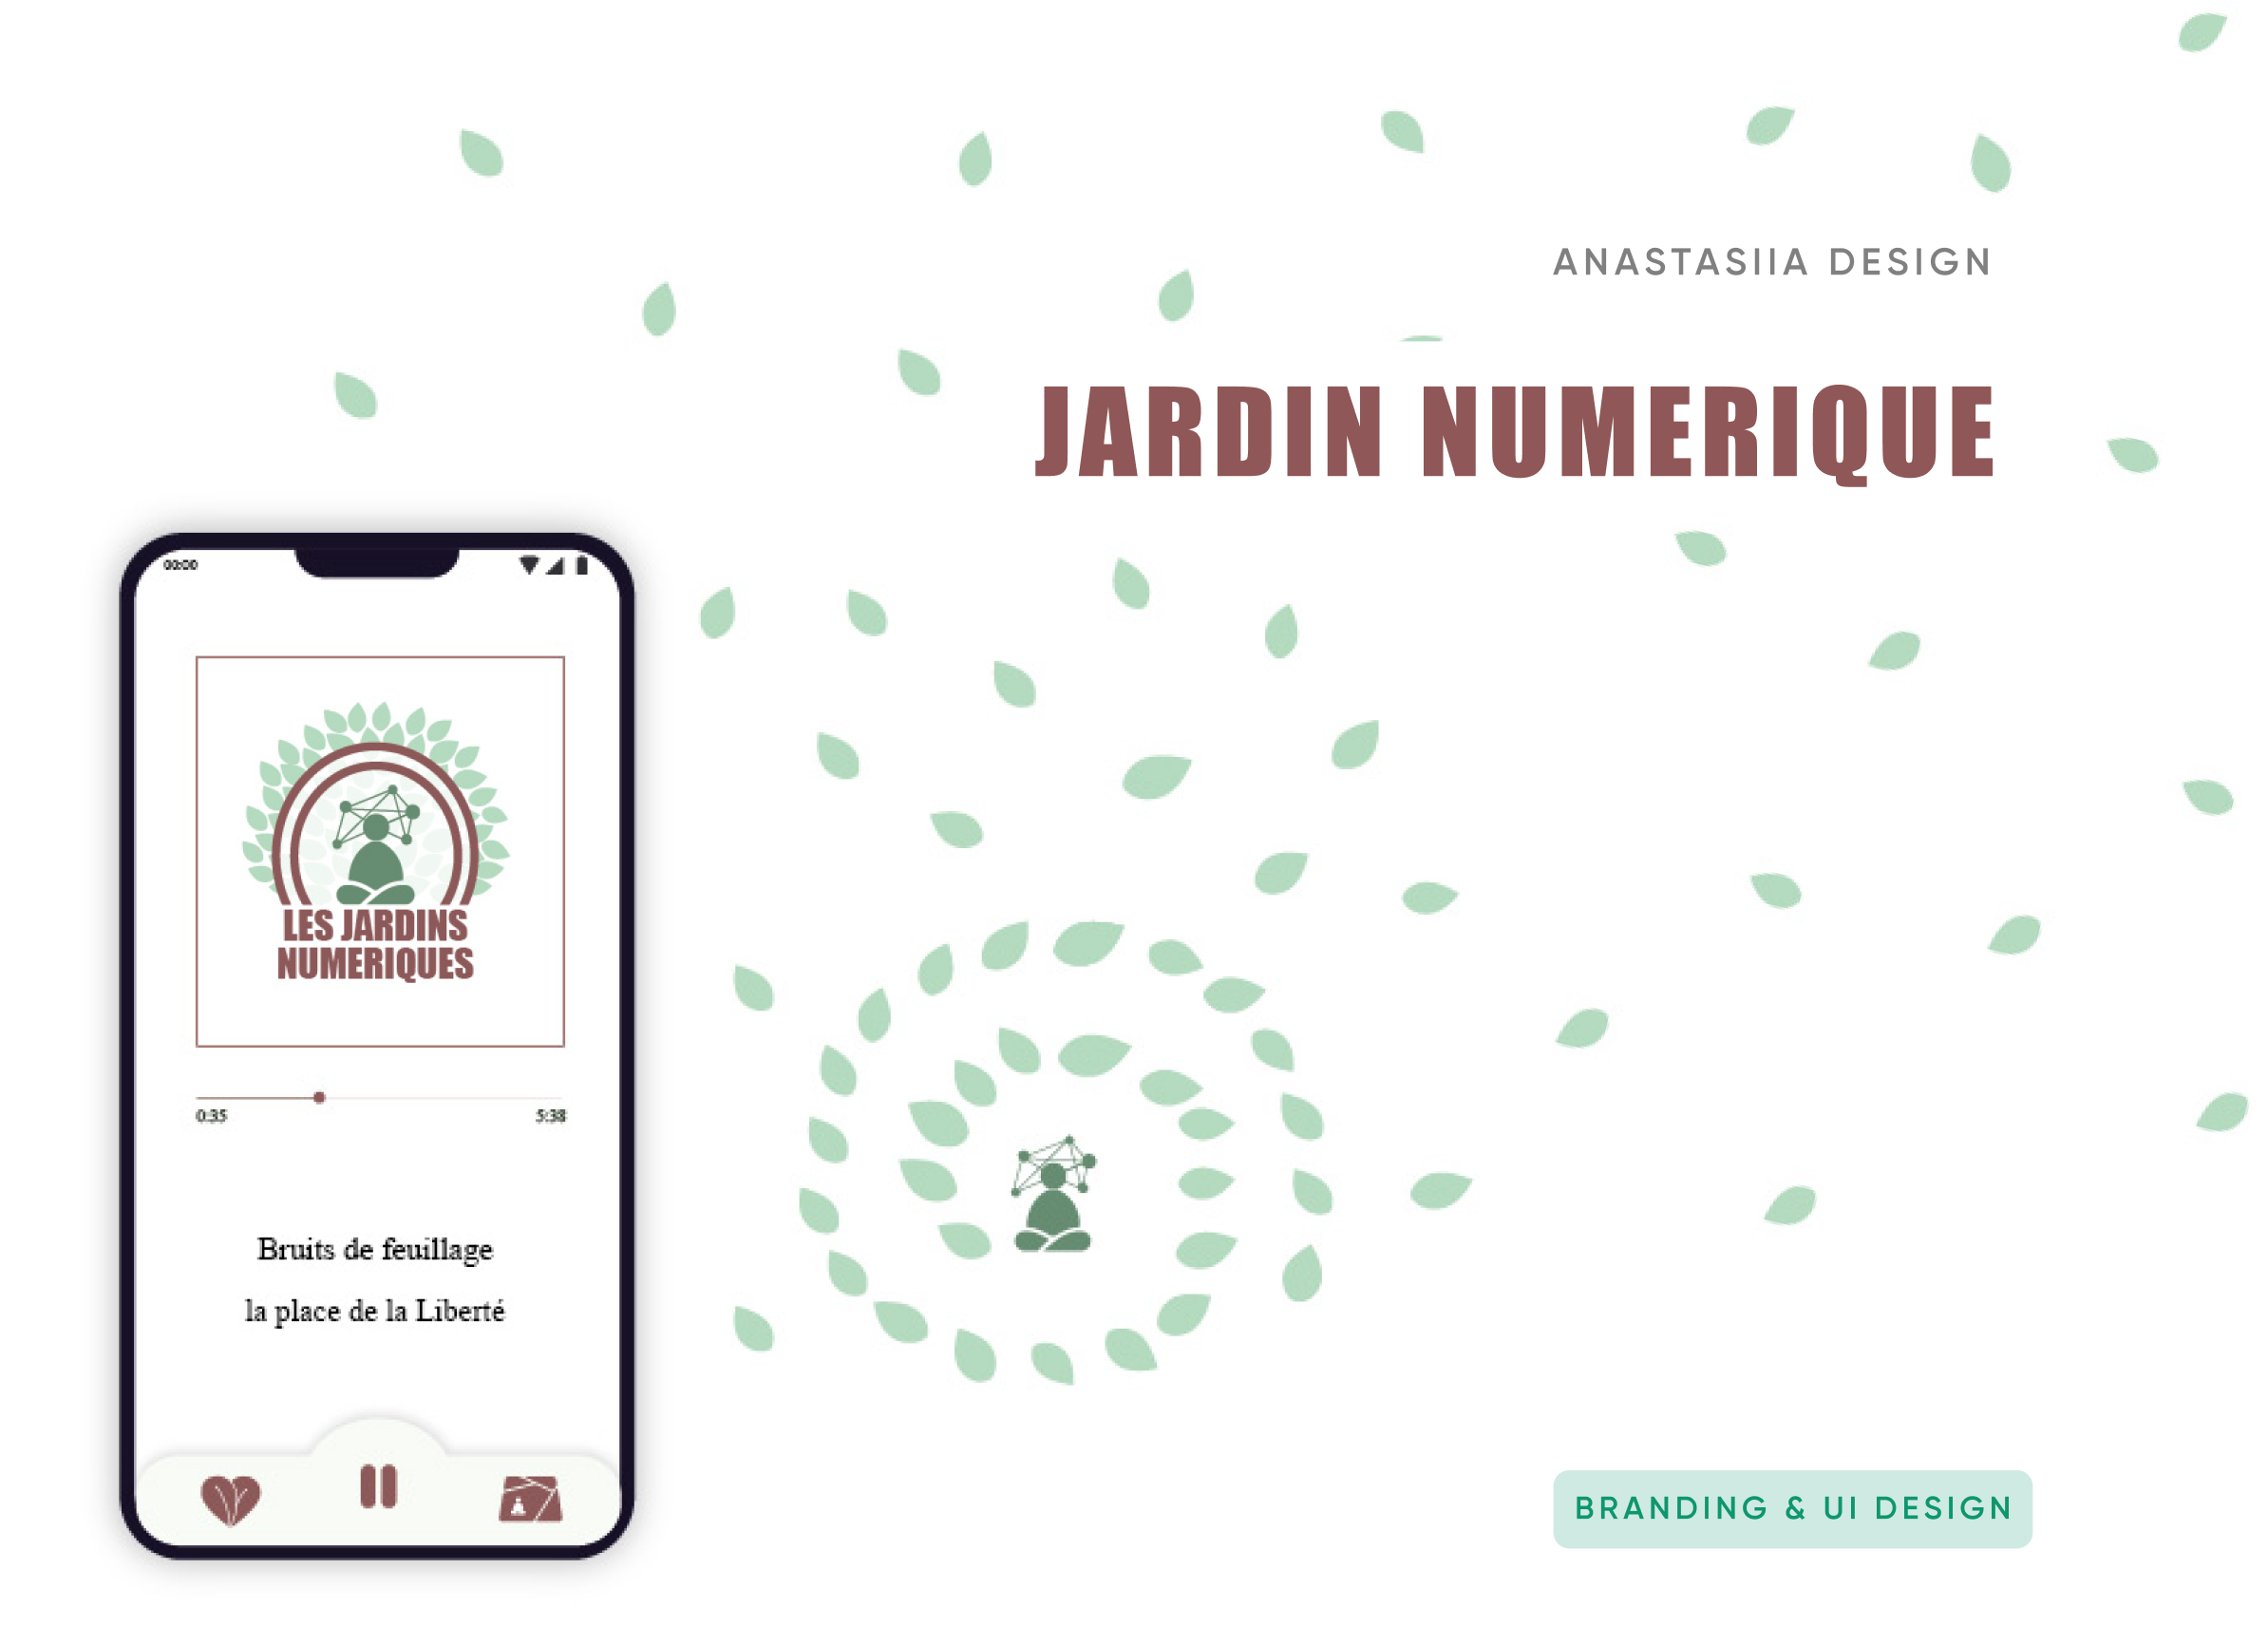 ANASTASIIA DESIGN
JARDIN NUMERIQUE
00:00
LES JARDINS
NUMERIQUES
0:35 5:38
Bruits de feuillage
la place de la Liberté
BRANDING & UI DESIGN